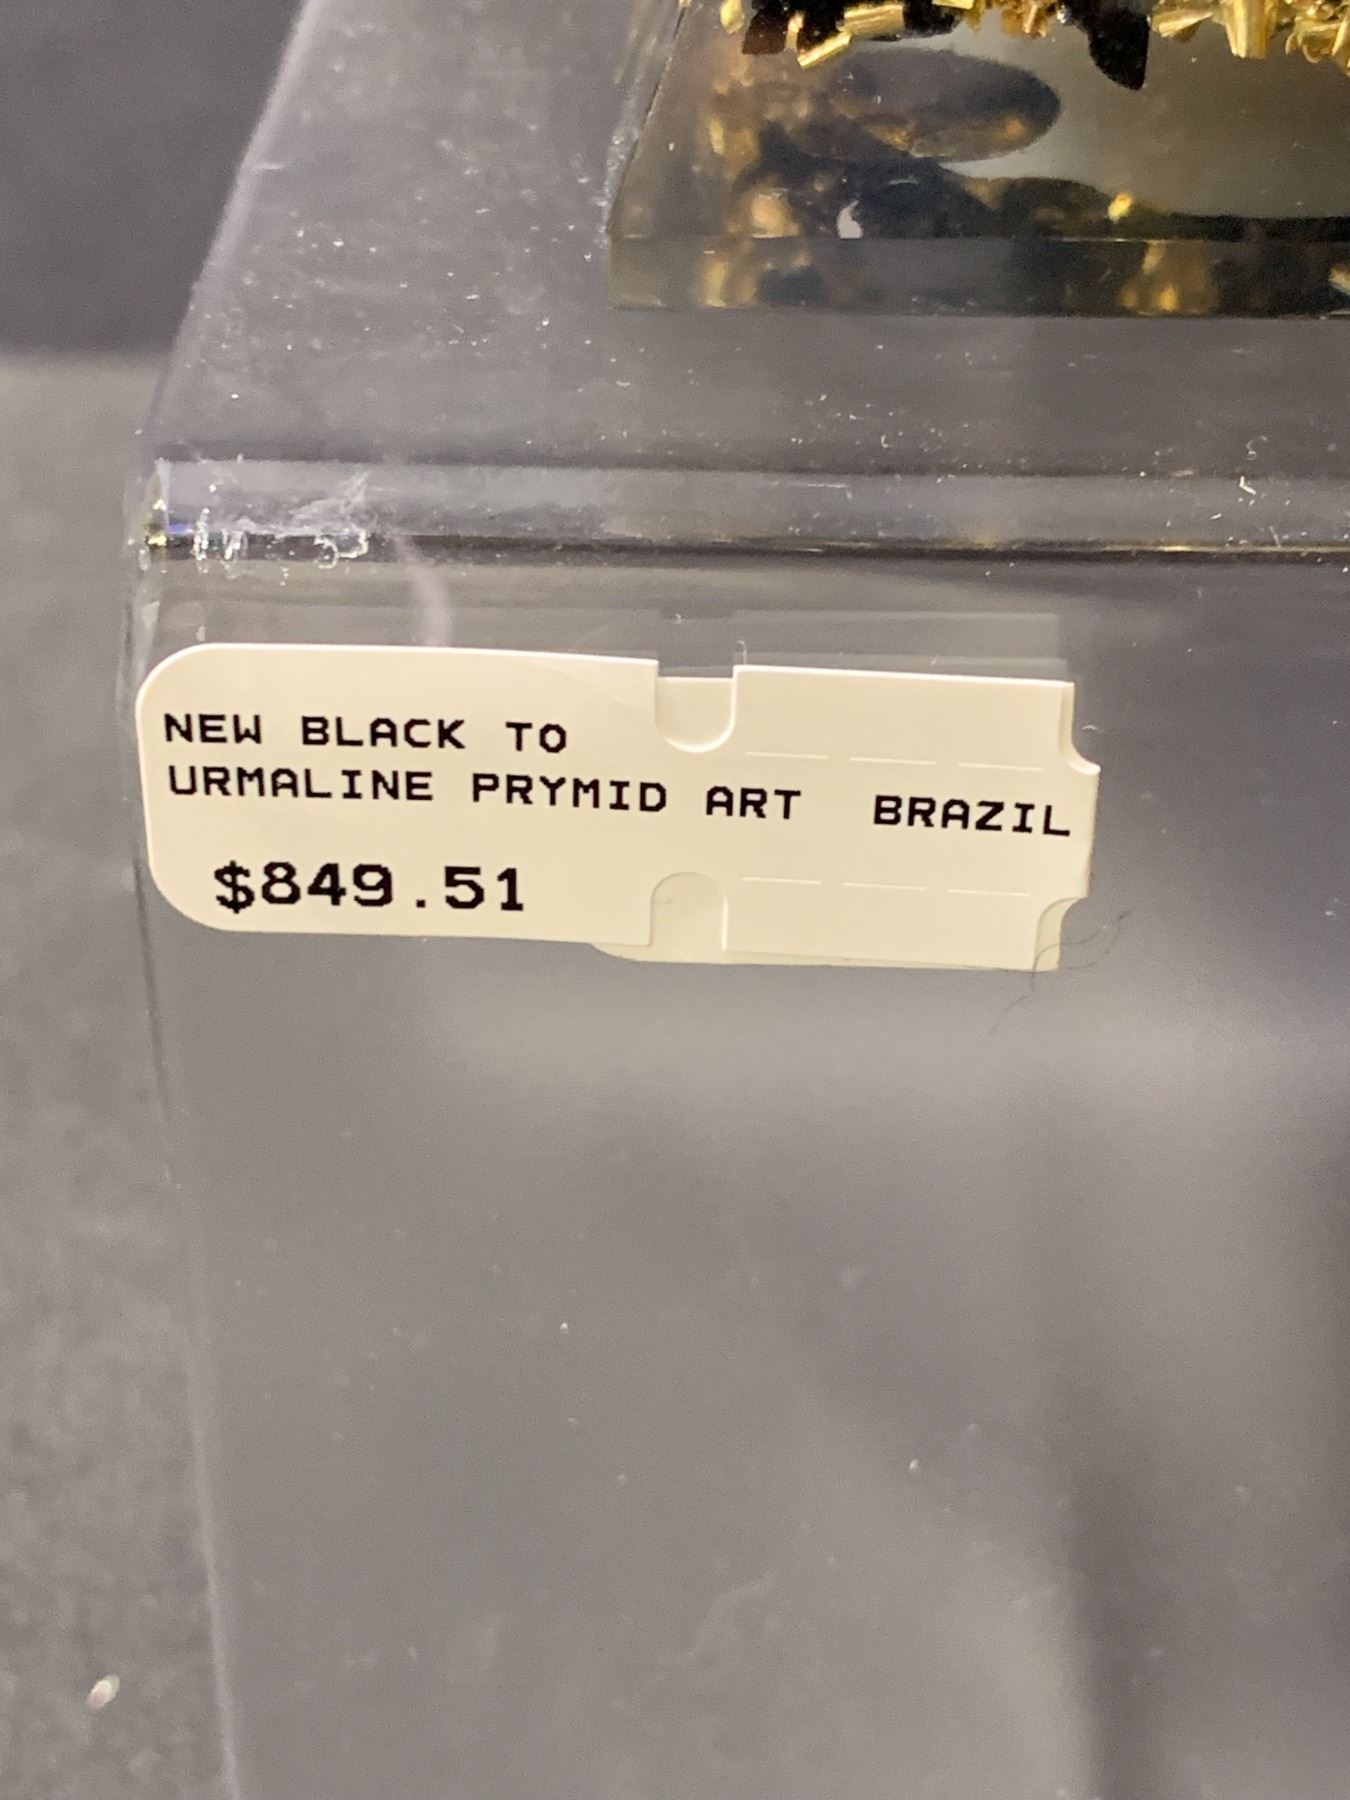 NEW BLACK TO
URMALINE PRYMID ART BRAZIL
$849.51